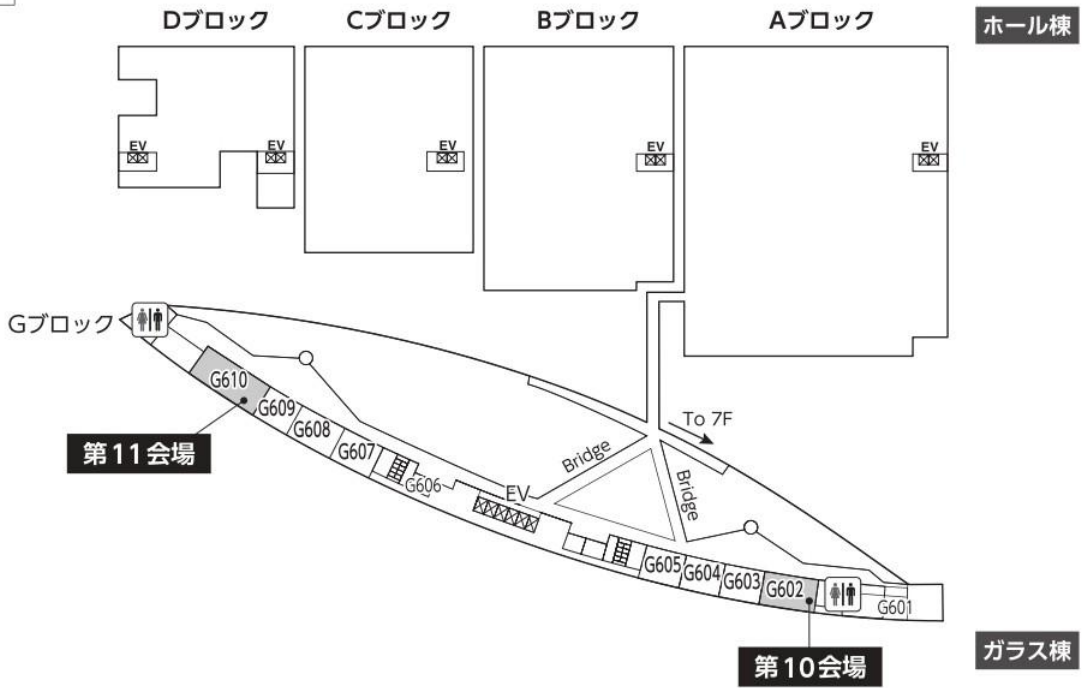 Dブロック
Cブロック
Bブロック
Aブロック
ホール棟
EV
EV
EV
EV
EV
Gブロック
G610
G609
G608
G607
G606
第11会場
EV
Bridge
Bridge
To 7F
G605
G604
G603
G602
G601
第10会場
ガラス棟